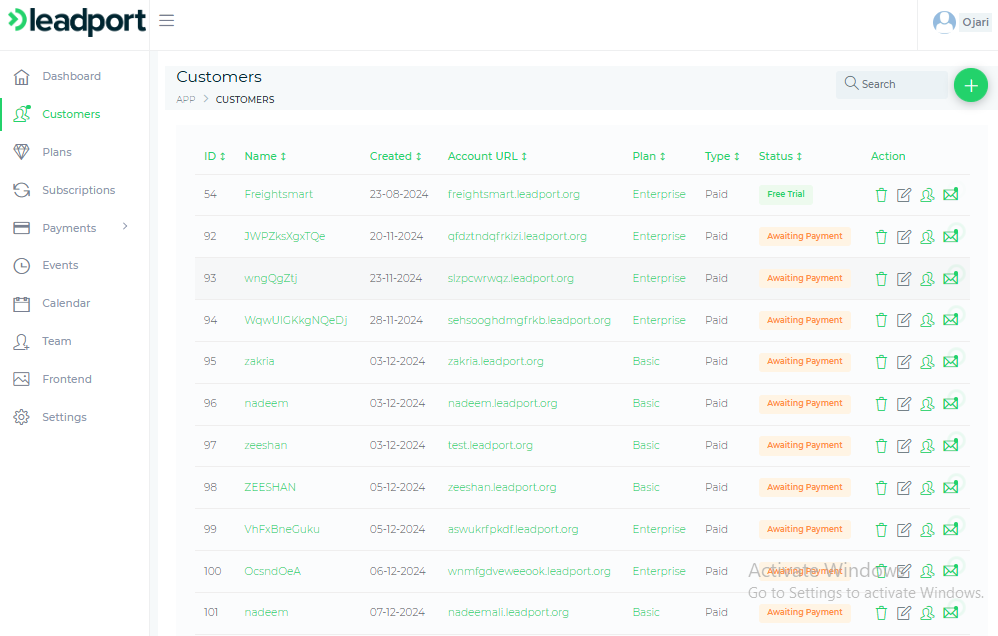 leadport
Ojari
Dashboard
Customers
Plans
Subscriptions
Payments
Events
Calendar
Team
Frontend
Settings
Customers
APP > CUSTOMERS
Search
ID Name Created Account URL Plan Type Status Action
54 Freightsmart 23-08-2024 freightsmart.leadport.org Enterprise Paid Free Trial
92 JWPZksXgxTQe 20-11-2024 qfdztndqfrkizi.leadport.org Enterprise Paid Awaiting Payment
93 wngQgZtj 23-11-2024 slzpcwrwqz.leadport.org Enterprise Paid Awaiting Payment
94 WqwUIGKkgNQeDj 28-11-2024 sehsooghdmgfrkb.leadport.org Enterprise Paid Awaiting Payment
95 zakria 03-12-2024 zakria.leadport.org Basic Paid Awaiting Payment
96 nadeem 03-12-2024 nadeem.leadport.org Basic Paid Awaiting Payment
97 zeeshan 03-12-2024 test.leadport.org Basic Paid Awaiting Payment
98 ZEESHAN 05-12-2024 zeeshan.leadport.org Basic Paid Awaiting Payment
99 VhFxBneGuku 05-12-2024 aswukrfpkdf.leadport.org Enterprise Paid Awaiting Payment
100 OcsndOeA 06-12-2024 wnmfgdveweeook.leadport.org Enterprise Paid Awaiting Payment
101 nadeem 07-12-2024 nadeemall.leadport.org Basic Paid Awaiting Payment
Activate Windows
Go to Settings to activate Windows.